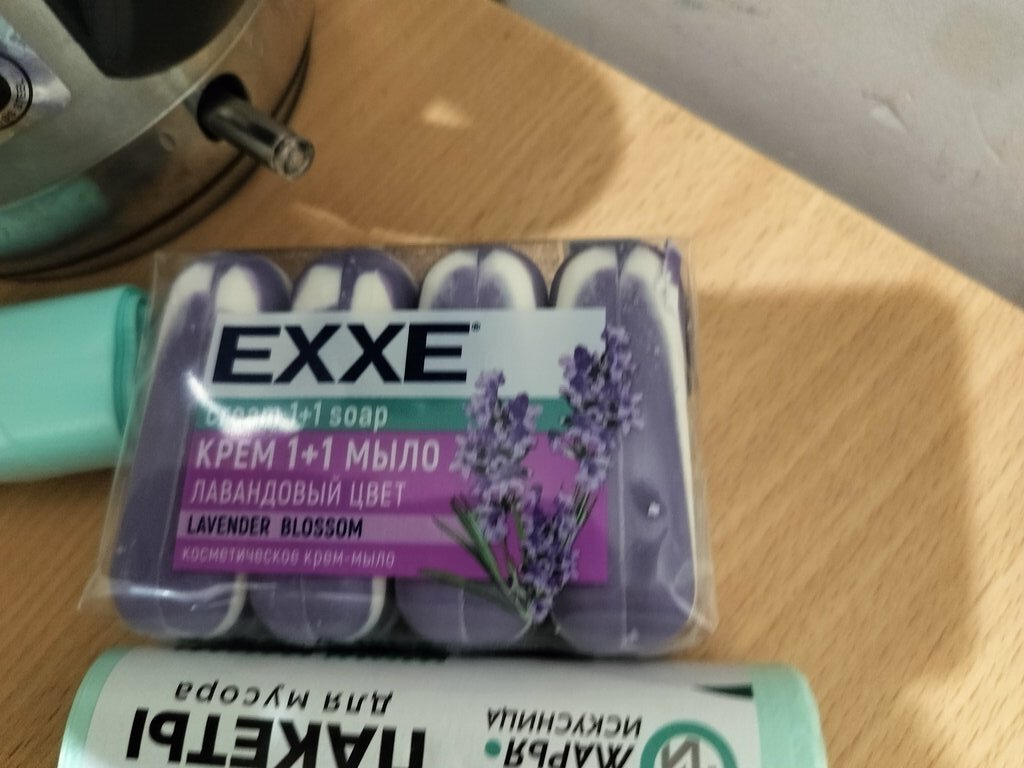 EXXE
cream 1+1 soap
КРЕМ 1+1 МЫЛО
ЛАВАНДОВЫЙ ЦВЕТ
LAVENDER BLOSSOM
косметическое крем-мыло
ПАКЕТЫ
для мусора
МАРЬЯ
ИСКУСНИЦА